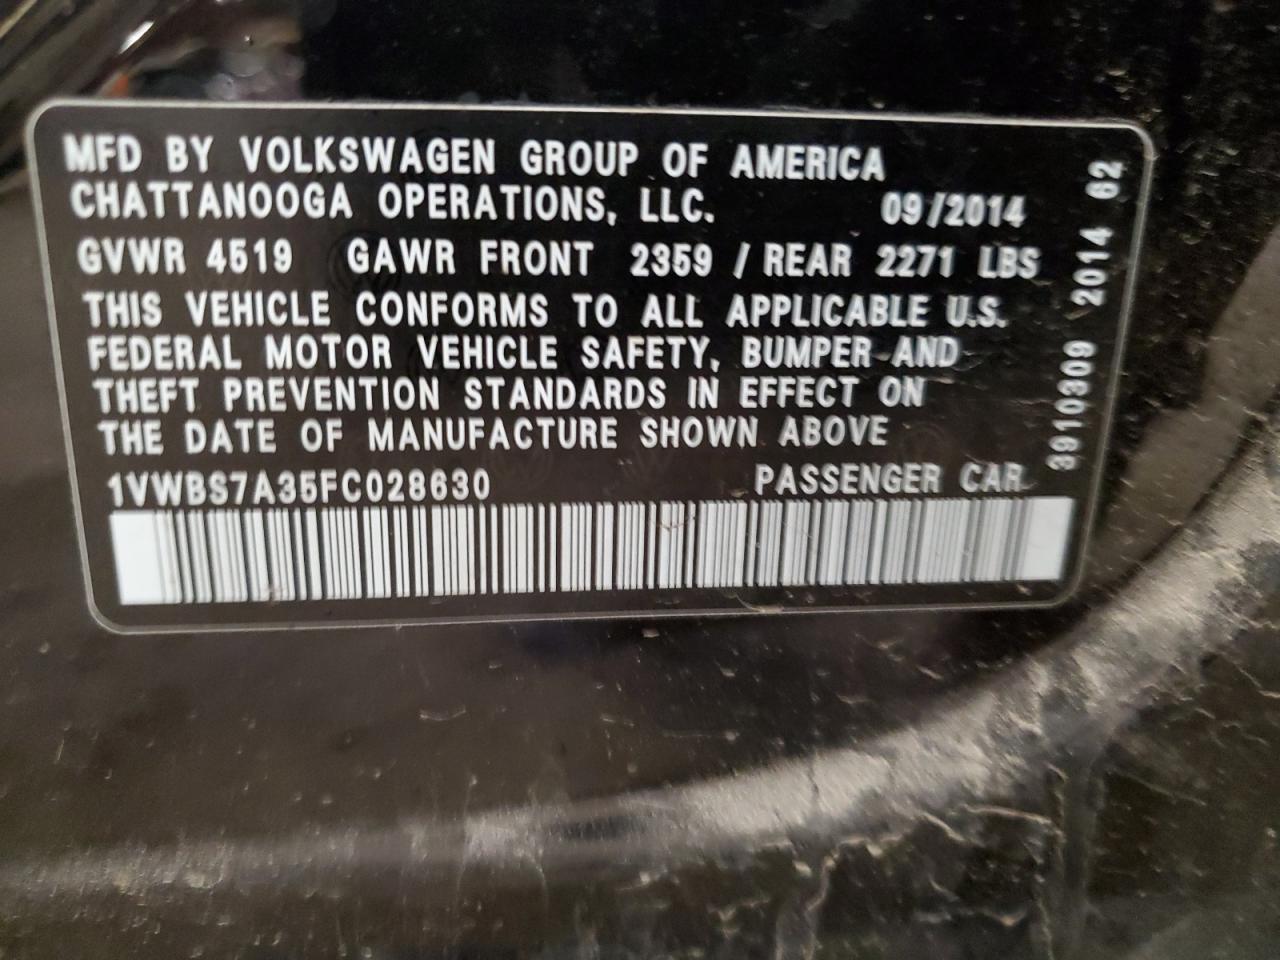 MFD BY VOLKSWAGEN GROUP OF AMERICA
CHATTANOOGA OPERATIONS, LLC. 09/2014
GVWR 4519 GAWR FRONT 2359 / REAR 2271 LBS
THIS VEHICLE CONFORMS TO ALL APPLICABLE U.S.
FEDERAL MOTOR VEHICLE SAFETY, BUMPER AND
THEFT PREVENTION STANDARDS IN EFFECT ON
THE DATE OF MANUFACTURE SHOWN ABOVE
1VWBS7A35FC028630 PASSENGER CAR
3910309 2014 62